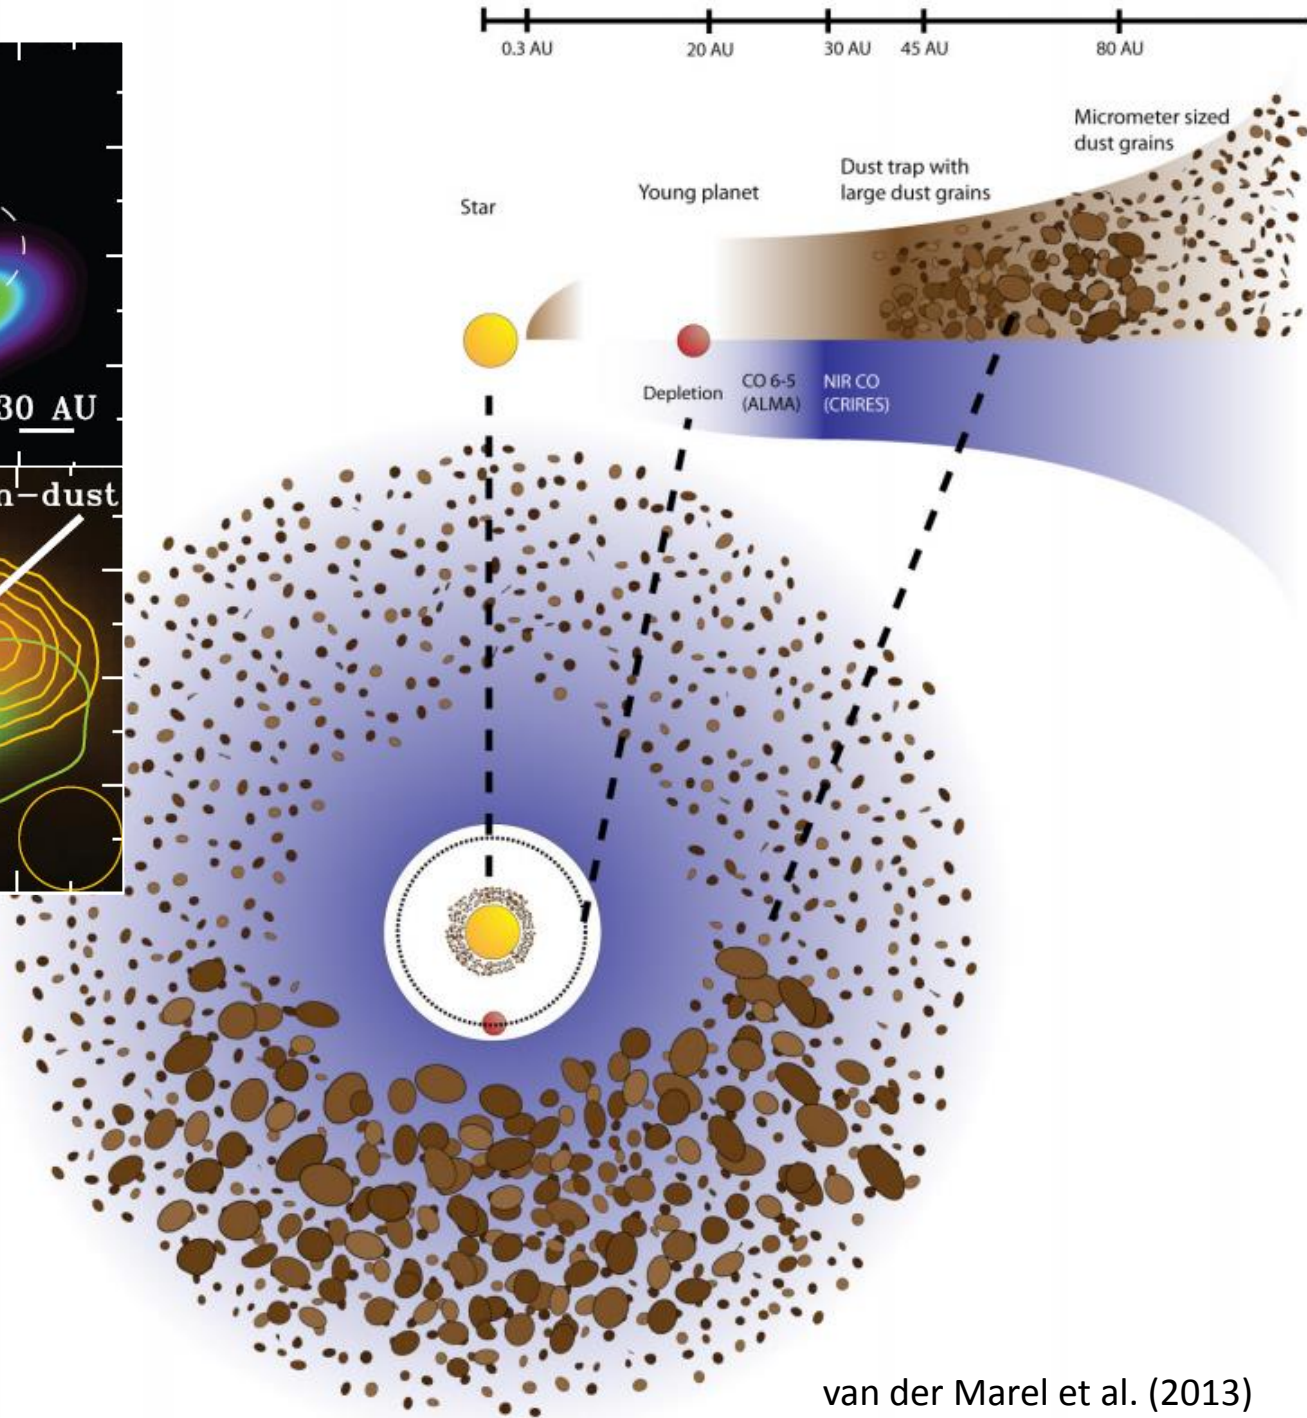 0.3 AU
20 AU
30 AU
45 AU
80 AU
Micrometer sized
dust grains
Dust trap with
large dust grains
Young planet
Star
Depletion
CO 6-5
(ALMA)
NIR CO
(CRIRES)
30 AU
n-dust
van der Marel et al. (2013)